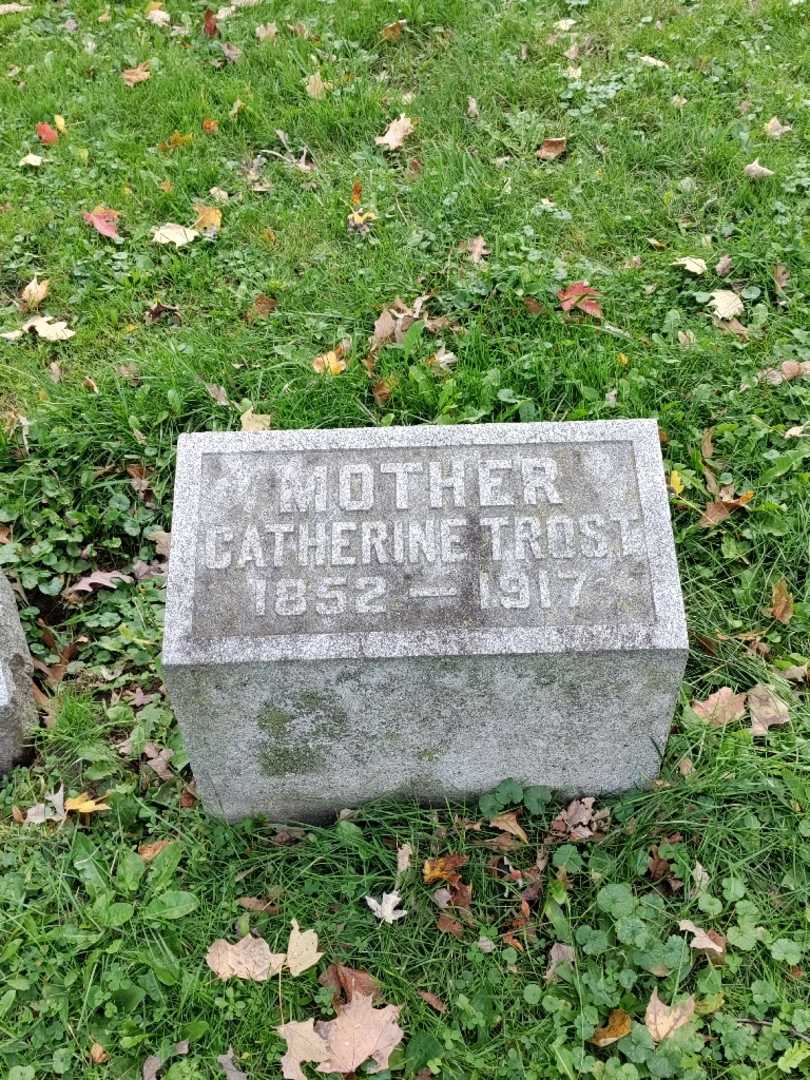 MOTHER
CATHERINE TROST
1852 — 1917